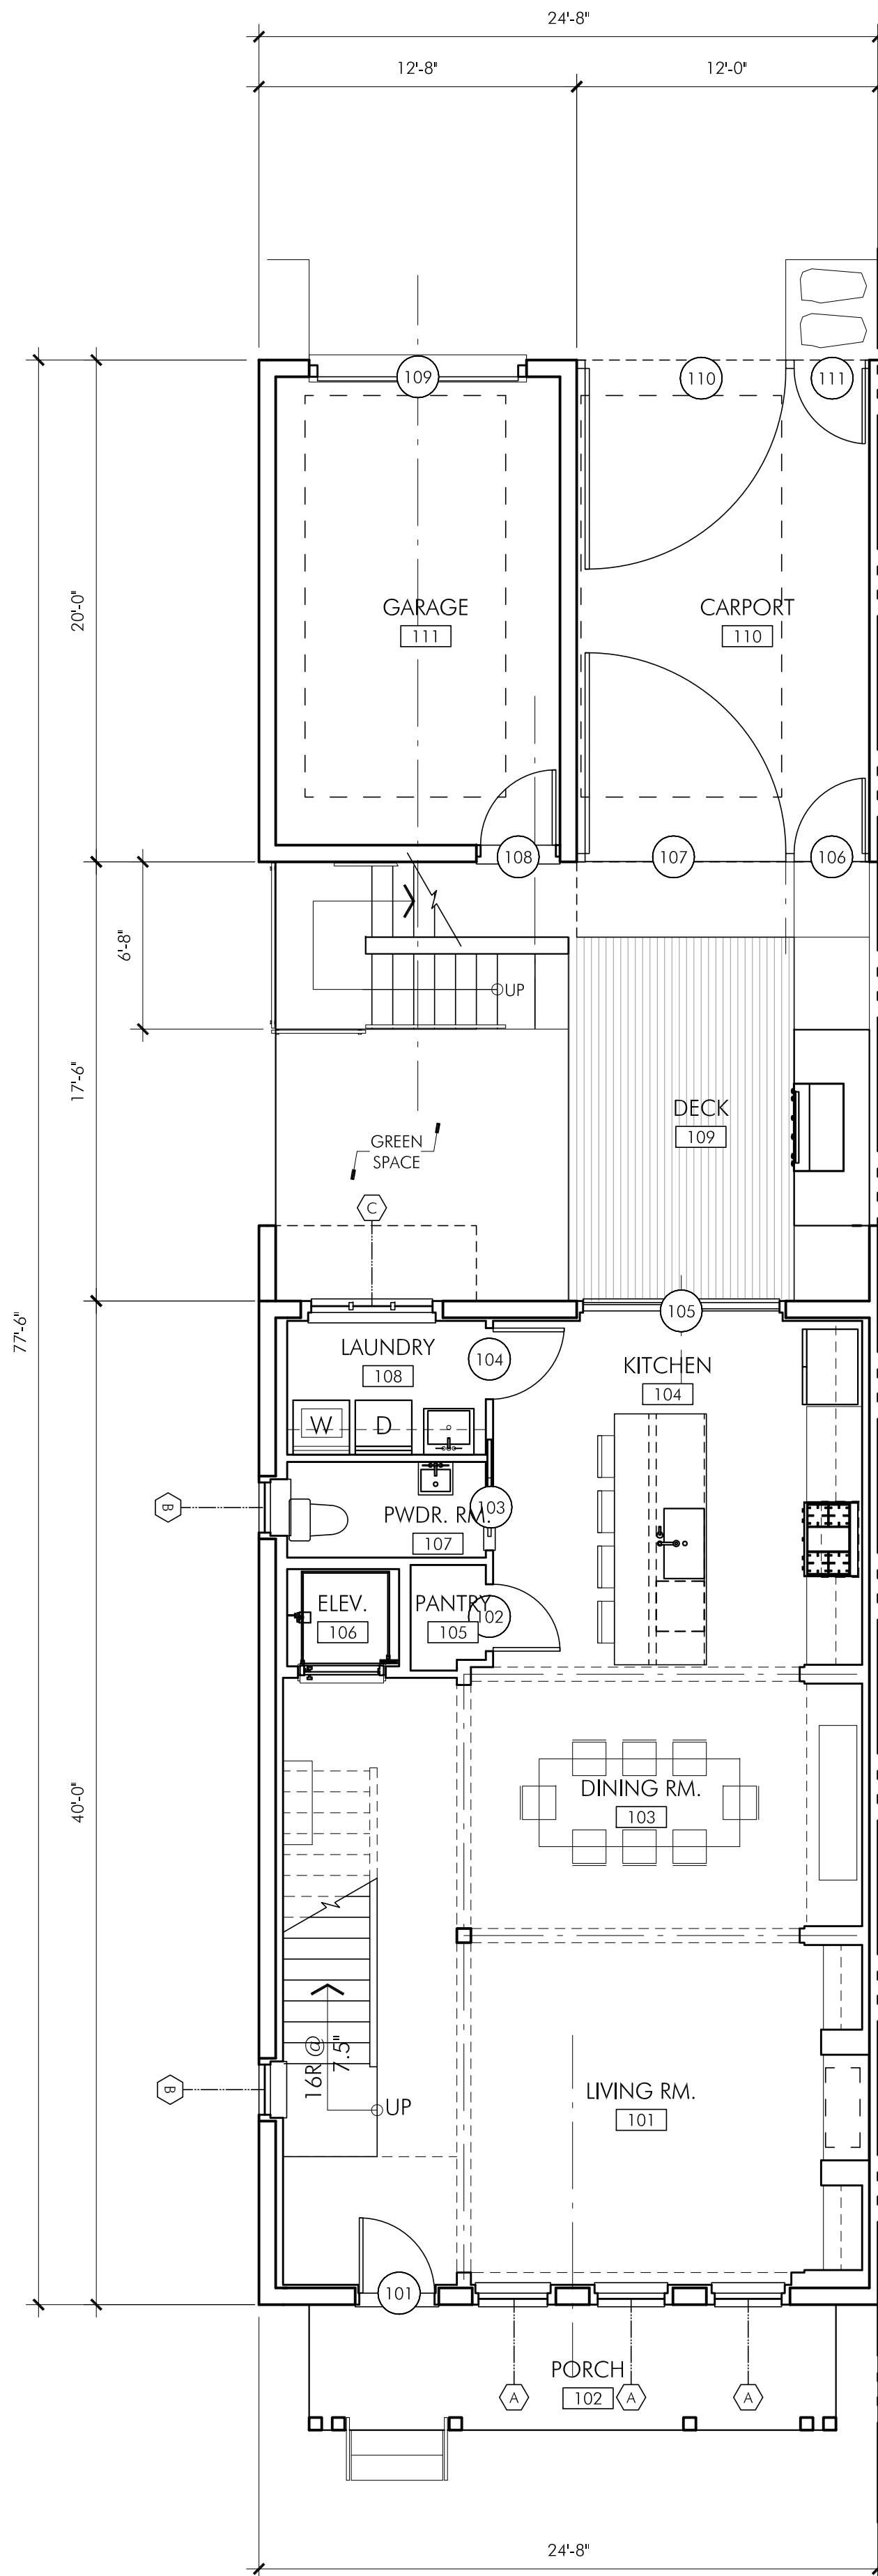 24'-8"
12'-8"
12'-0"
109
110
111
GARAGE
111
CARPORT
110
20'-0"
108
107
106
6'-8"
UP
17'-6"
DECK
109
GREEN
SPACE
C
77'-6"
105
LAUNDRY
108
104
KITCHEN
104
W
D
B
PWDR. RM.
107
103
ELEV.
106
PANTRY
105
102
40'-0"
DINING RM.
103
16R @
7.5"
B
UP
LIVING RM.
101
101
PORCH
102
A
A
A
24'-8"